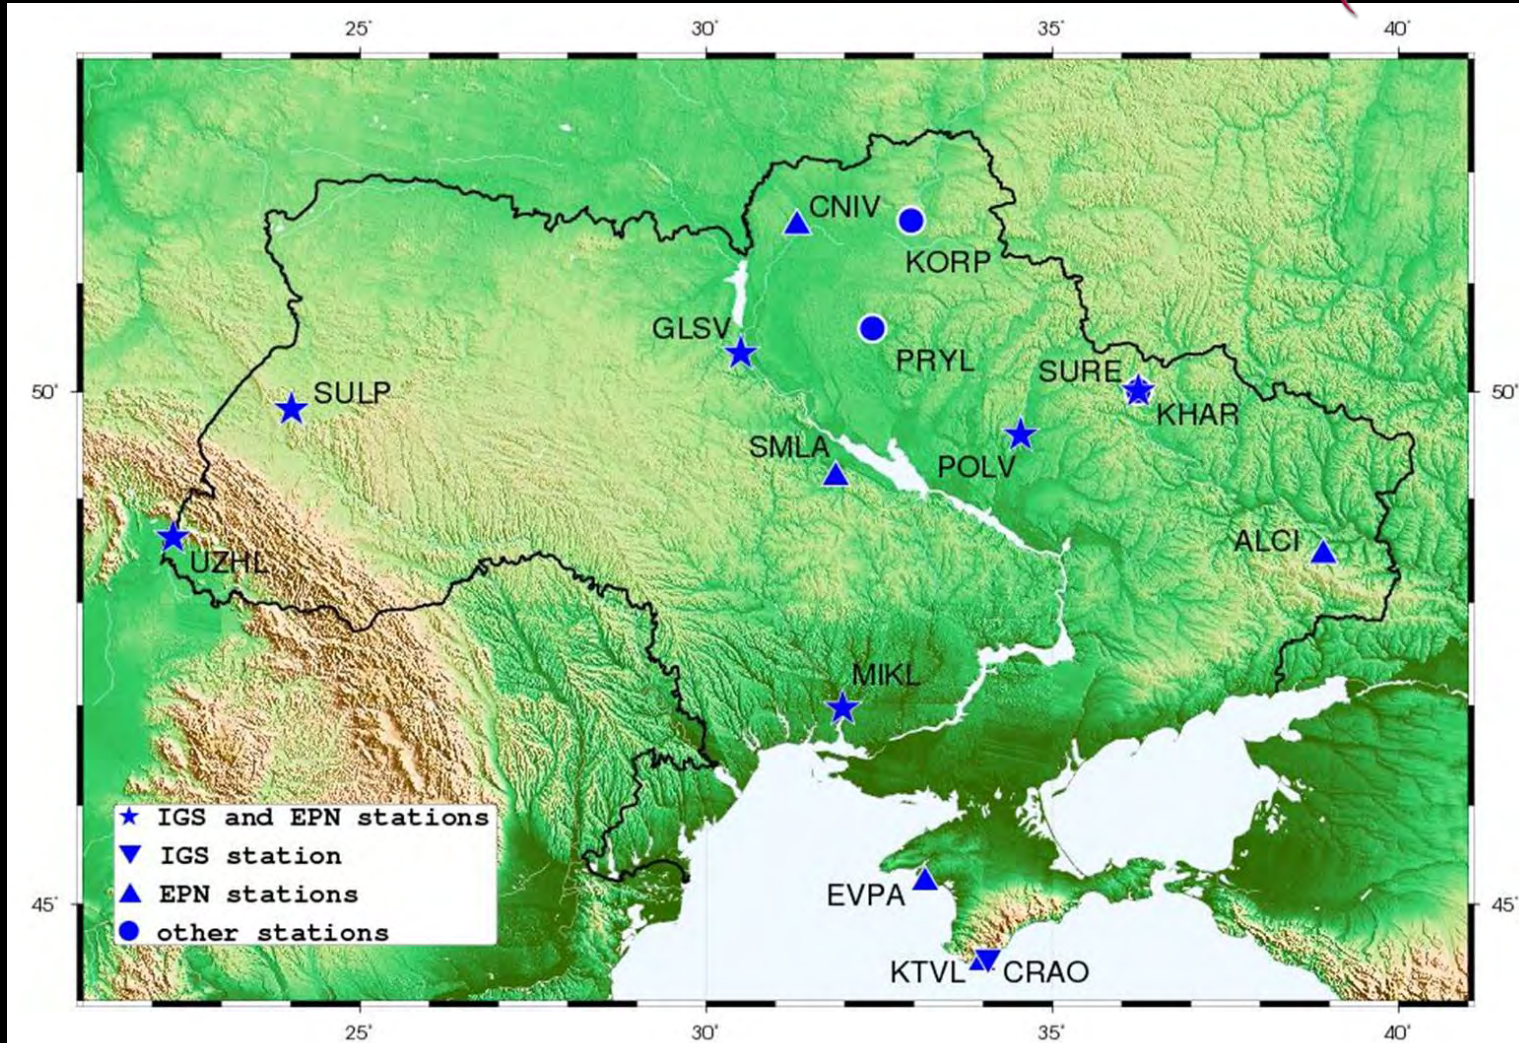 25°
30°
35°
40°
CNIV
KORP
GLSV
PRYL
SURE
50°
50°
SULP
KHAR
SMLA
POLV
ALCI
UZHL
MIKL
IGS and EPN stations
IGS station
EPN stations
other stations
EVPA
45°
45°
KTVL
CRAO
25°
30°
35°
40°